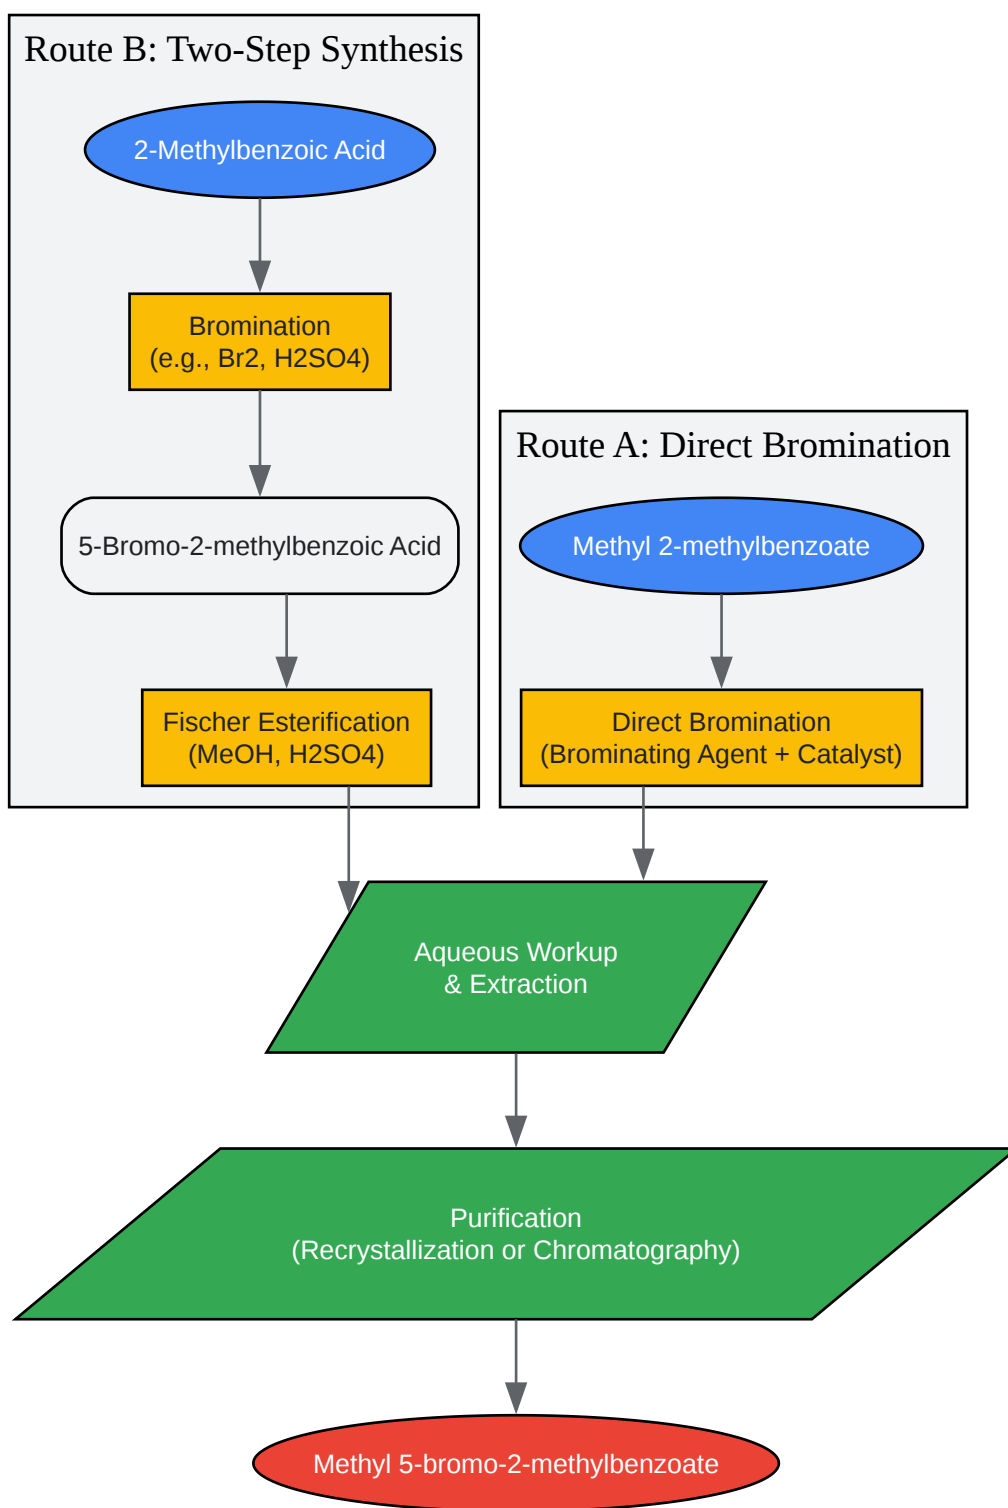 Route B: Two-Step Synthesis
2-Methylbenzoic Acid
Bromination
(e.g., Br2, H2SO4)
5-Bromo-2-methylbenzoic Acid
Fischer Esterification
(MeOH, H2SO4)
Route A: Direct Bromination
Methyl 2-methylbenzoate
Direct Bromination
(Brominating Agent + Catalyst)
Aqueous Workup
& Extraction
Purification
(Recrystallization or Chromatography)
Methyl 5-bromo-2-methylbenzoate